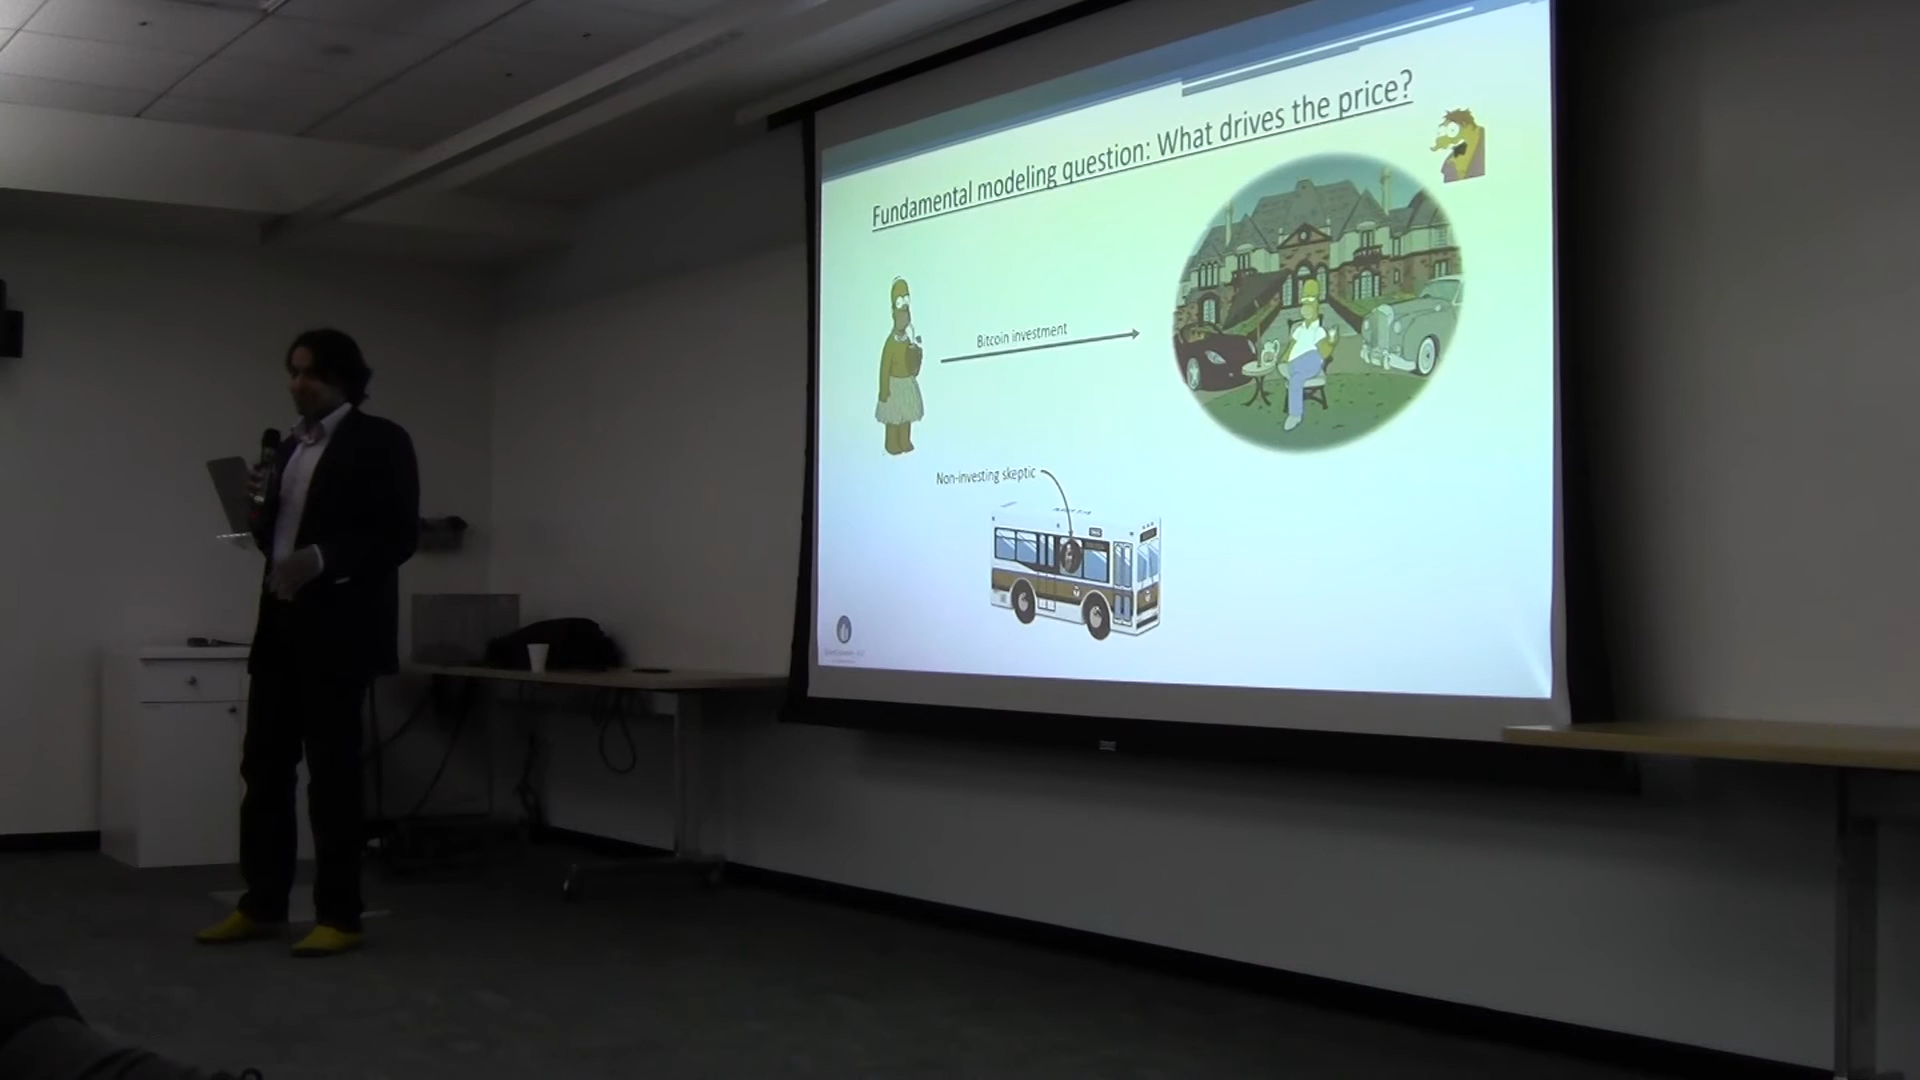 Fundamental modeling question: What drives the price?
Bitcoin investment
Non-investing skeptic